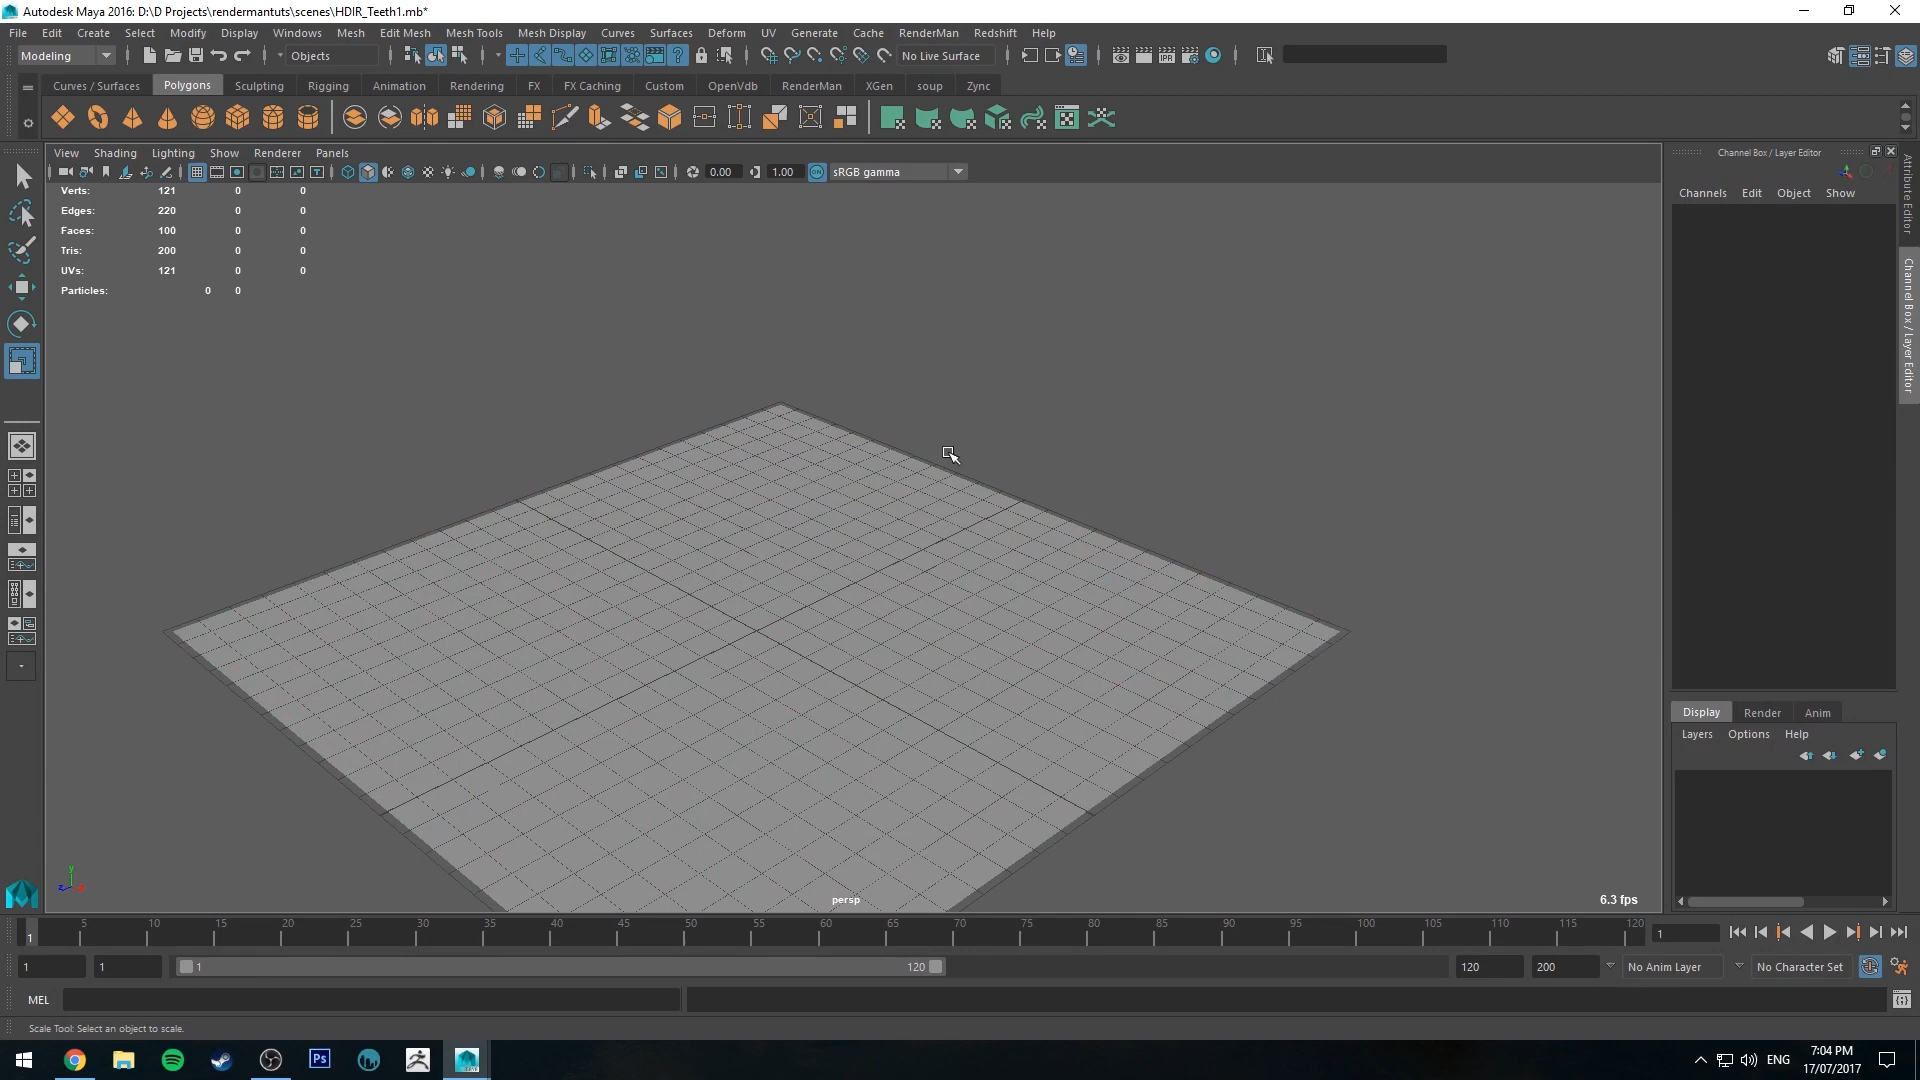 Autodesk Maya 2016: D:\D Projects\rendermantuts\scenes\HDIR_Teeth1.mb*
File Edit Create Select Modify Display Windows Mesh Edit Mesh Mesh Tools Mesh Display Curves Surfaces Deform UV Generate Cache RenderMan Redshift Help
Modeling Objects No Live Surface
Curves / Surfaces Polygons Sculpting Rigging Animation Rendering FX FX Caching Custom OpenVdb RenderMan XGen soup Zync
View Shading Lighting Show Renderer Panels
0.00 1.00 sRGB gamma
Verts: 121 0 0
Edges: 220 0 0
Faces: 100 0 0
Tris: 200 0 0
UVs: 121 0 0
Particles: 0 0
Channel Box / Layer Editor
Channels Edit Object Show
Attribute Editor
Channel Box / Layer Editor
Display Render Anim
Layers Options Help
y
z
persp
6.3 fps
1 5 10 15 20 25 30 35 40 45 50 55 60 65 70 75 80 85 90 95 100 105 110 115 120 1
1 1 1 120 120 200 No Anim Layer No Character Set
MEL
Scale Tool: Select an object to scale.
Ps ENG 7:04 PM
17/07/2017